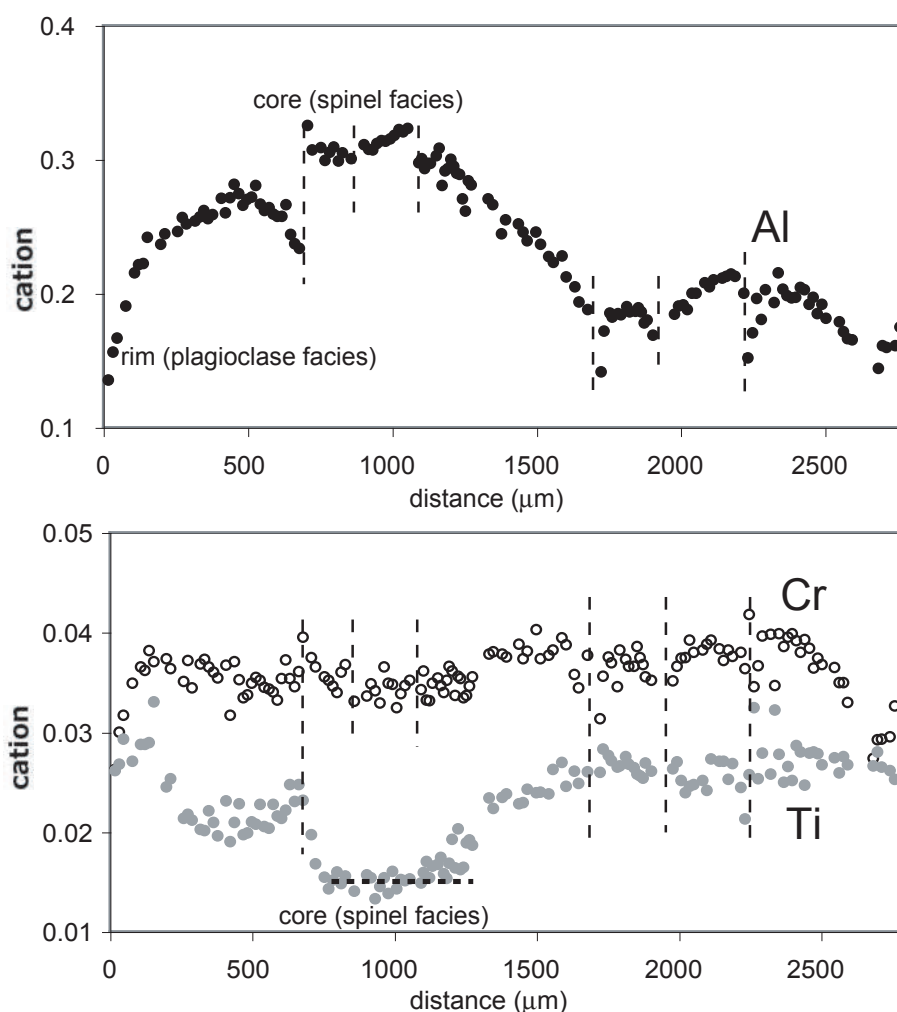 0.4
core (spinel facies)
0.3
Al
cation
0.2
rim (plagioclase facies)
0.1
0 500 1000 1500 2000 2500
distance (μm)
0.05
Cr
0.04
cation
0.03
Ti
0.02
core (spinel facies)
0.01
0 500 1000 1500 2000 2500
distance (μm)